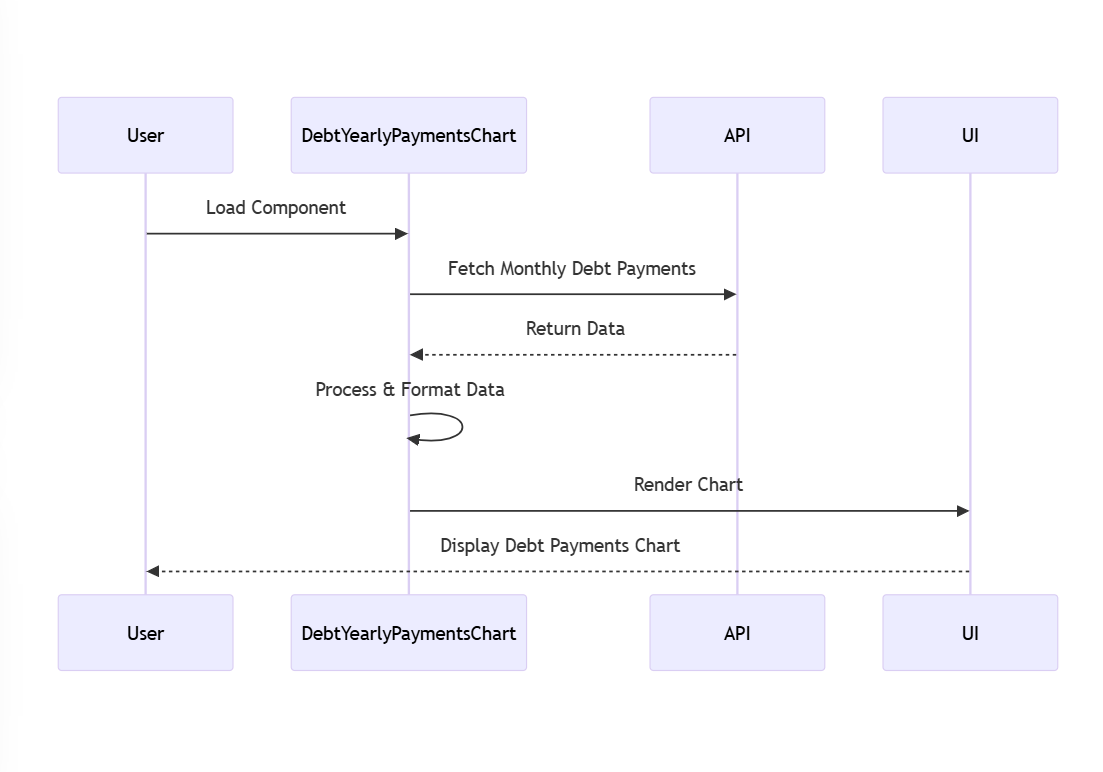 User
DebtYearlyPaymentsChart
API
UI
Load Component
Fetch Monthly Debt Payments
Return Data
Process & Format Data
Render Chart
Display Debt Payments Chart
User
DebtYearlyPaymentsChart
API
UI